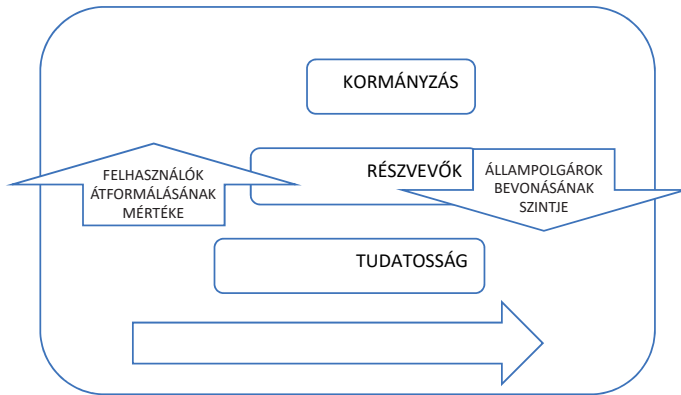 KORMÁNYZÁS
FELHASZNÁLÓK
ÁTFORMÁLÁSÁNAK
MÉRTÉKE
RÉSZVEVŐK
ÁLLAMPOLGÁROK
BEVONÁSÁNAK
SZINTJE
TUDATOSSÁG